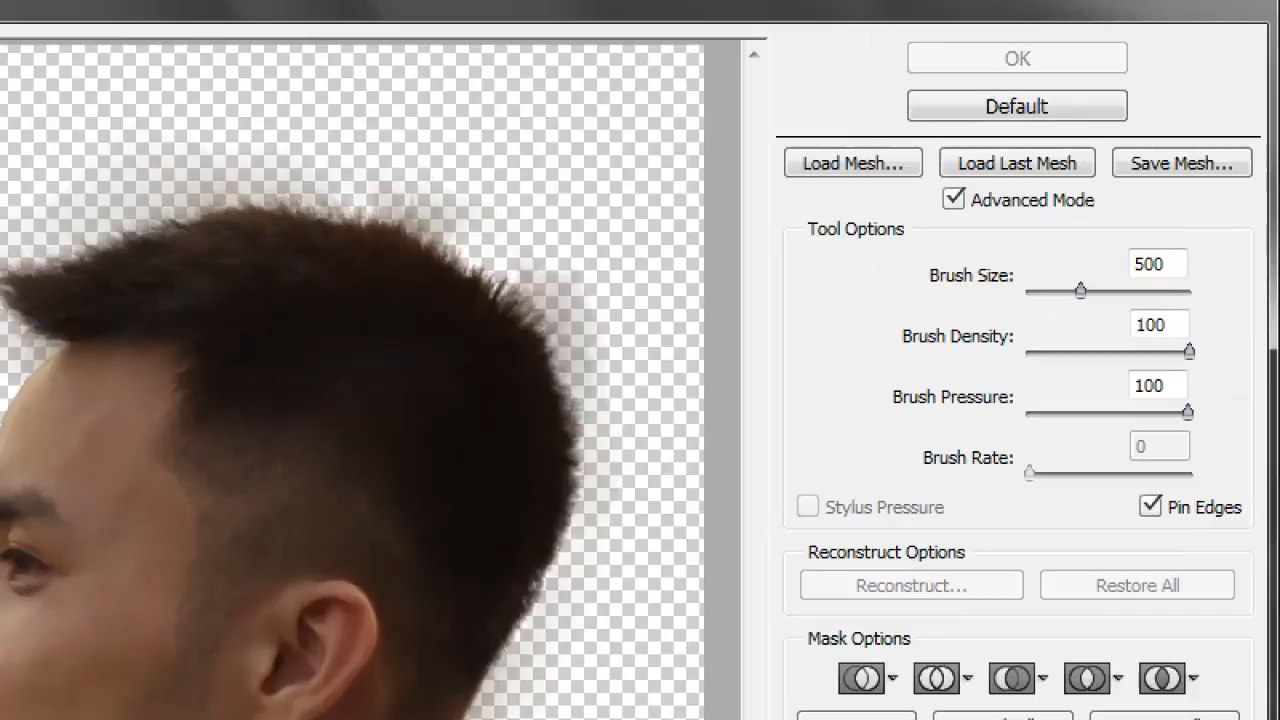 OK
Default
Load Mesh... Load Last Mesh Save Mesh...
Advanced Mode
Tool Options
Brush Size: 500
Brush Density: 100
Brush Pressure: 100
Brush Rate: 0
Stylus Pressure Pin Edges
Reconstruct Options
Reconstruct... Restore All
Mask Options